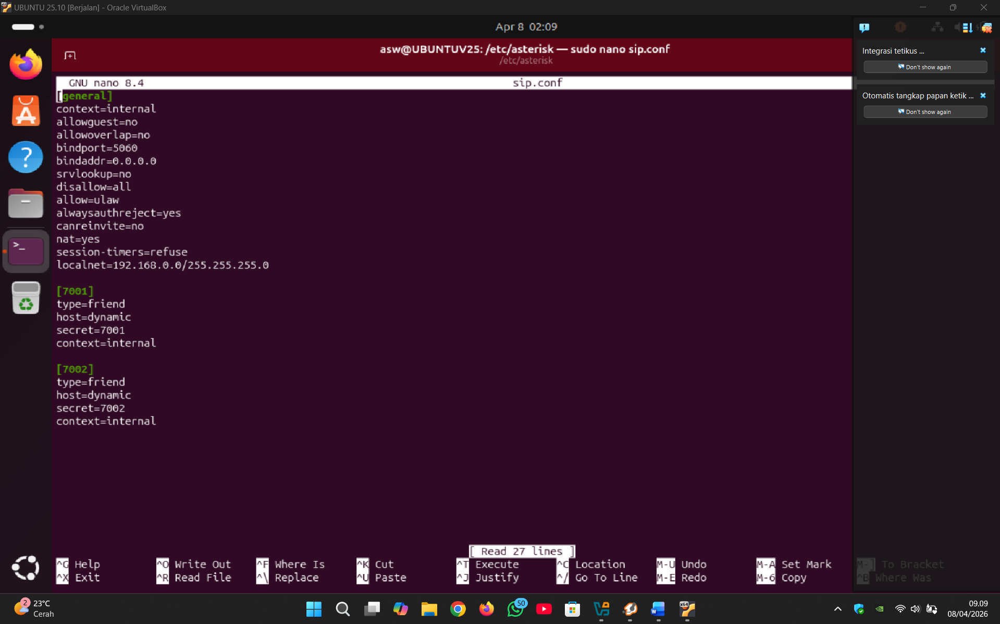 UBUNTU 25.10 [Berjalan] - Oracle VirtualBox
Apr 8 02:09
asw@UBUNTUV25: /etc/asterisk — sudo nano sip.conf
/etc/asterisk
Integrasi tetikus ...
Don't show again
Otomatis tangkap papan ketik ...
Don't show again
GNU nano 8.4 sip.conf
[general]
context=internal
allowguest=no
allowoverlap=no
bindport=5060
bindaddr=0.0.0.0
srvlookup=no
disallow=all
allow=ulaw
alwaysauthreject=yes
canreinvite=no
nat=yes
session-timers=refuse
localnet=192.168.0.0/255.255.255.0
[7001]
type=friend
host=dynamic
secret=7001
context=internal
[7002]
type=friend
host=dynamic
secret=7002
context=internal
[ Read 27 lines ]
^G Help ^O Write Out ^F Where Is ^K Cut ^T Execute ^C Location M-U Undo M-A Set Mark M-] To Bracket
^X Exit ^R Read File ^\ Replace ^U Paste ^J Justify ^/ Go To Line M-E Redo M-6 Copy ^B Where Was
2
23°C
Cerah
50
x64
09.09
08/04/2026